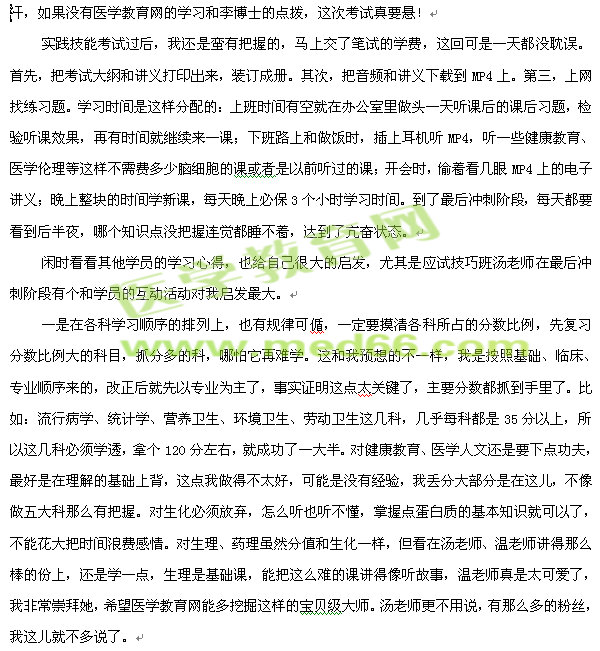 汗，如果没有医学教育网的学习和李博士的点拨，这次考试真要悬！
实践技能考试过后，我还是蛮有把握的，马上交了笔试的学费，这回可是一天都没耽误。
首先，把考试大纲和讲义打印出来，装订成册。其次，把音频和讲义下载到 MP4 上。第三，上网
找练习题。学习时间是这样分配的：上班时间有空就在办公室里做头一天听课后的课后习题，检
验听课效果，再有时间就继续来一课；下班路上和做饭时，插上耳机听 MP4，听一些健康教育、
医学伦理等这样不需费多少脑细胞的课或者是以前听过的课；开会时，偷着看几眼 MP4 上的电子
讲义；晚上整块的时间学新课，每天晚上必保 3 个小时学习时间。到了最后冲刺阶段，每天都要
看到后半夜，哪个知识点没把握连觉都睡不着，达到了亢奋状态。
医学教育网
闲时看看其他学员的学习心得，也给自己很大的启发，尤其是应试技巧班汤老师在最后冲
刺阶段有个和学员的互动活动对我启发最大。
一是在各科学习顺序的排列上，也有规律可循，一定要摸清各科所占的分数比例，先复习
www.med66.com
分数比例大的科目，抓分多的科，哪怕它再难学。这和我预想的不一样，我是按照基础、临床、
专业顺序来的，改正后就先以专业为主了，事实证明这点太关键了，主要分数都抓到手里了。比
如：流行病学、统计学、营养卫生、环境卫生、劳动卫生这几科，几乎每科都是 35 分以上，所
以这几科必须学透，拿个 120 分左右，就成功了一大半。对健康教育、医学人文还是要下点功夫，
最好是在理解的基础上背，这点我做得不太好，可能是没有经验，我丢分大部分是在这儿，不像
做五大科那么有把握。对生化必须放弃，怎么听也听不懂，掌握点蛋白质的基本知识就可以了，
不能花大把时间浪费感情。对生理、药理虽然分值和生化一样，但看在汤老师、温老师讲得那么
棒的份上，还是学一点，生理是基础课，能把这么难的课讲得像听故事，温老师真是太可爱了，
我非常崇拜她，希望医学教育网能多挖掘这样的宝贝级大师。汤老师更不用说，有那么多的粉丝，
我这儿就不多说了。